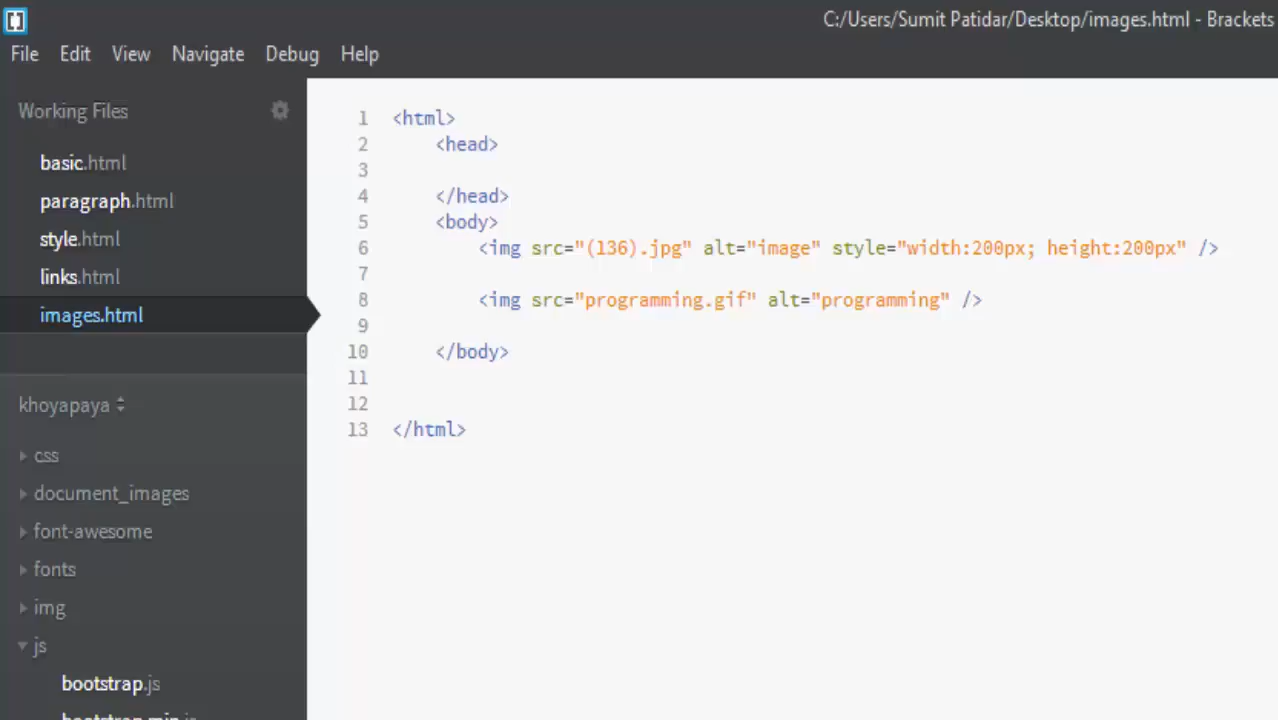 C:/Users/Sumit Patidar/Desktop/images.html - Brackets
File Edit View Navigate Debug Help
Working Files
basic.html
paragraph.html
style.html
links.html
images.html
khoyapaya
css
document_images
font-awesome
fonts
img
js
bootstrap.js
bootstrap.min.js
1 <html>
2 <head>
3
4 </head>
5 <body>
6 <img src="(136).jpg" alt="image" style="width:200px; height:200px" />
7
8 <img src="programming.gif" alt="programming" />
9
10 </body>
11
12
13 </html>